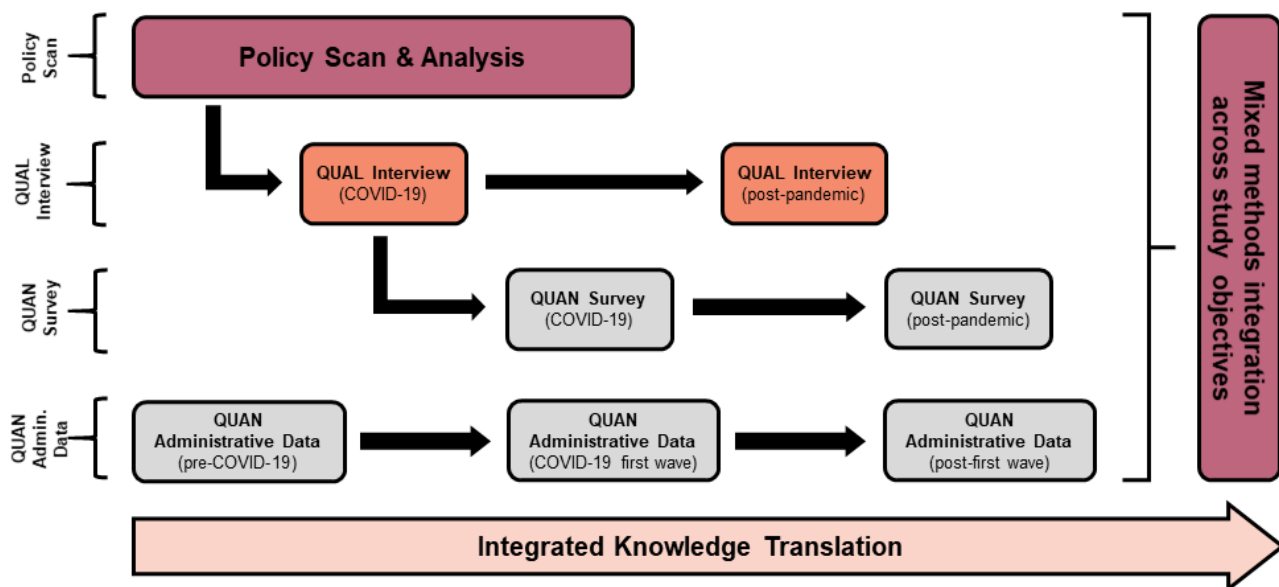 Policy
Scan
Policy Scan & Analysis
QUAL
Interview
QUAL Interview
(COVID-19)
QUAL Interview
(post-pandemic)
QUAN
Survey
QUAN Survey
(COVID-19)
QUAN Survey
(post-pandemic)
QUAN
Admin.
Data
QUAN
Administrative Data
(pre-COVID-19)
QUAN
Administrative Data
(COVID-19 first wave)
QUAN
Administrative Data
(post-first wave)
Mixed methods integration
across study objectives
Integrated Knowledge Translation